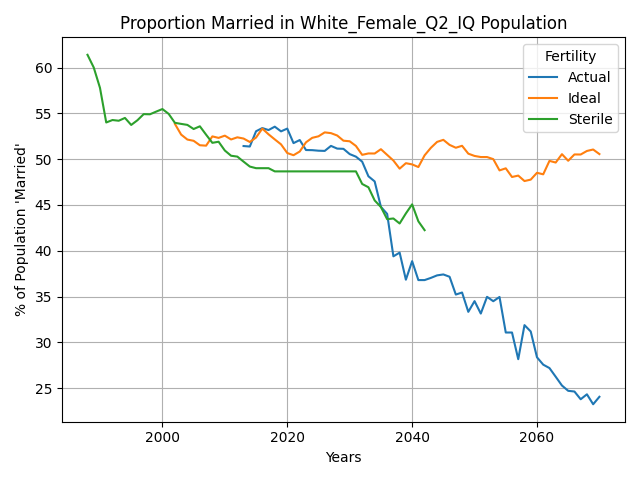 Proportion Married in White_Female_Q2_IQ Population
Fertility
Actual
Ideal
Sterile
% of Population 'Married'
60
55
50
45
40
35
30
25
2000
2020
2040
2060
Years